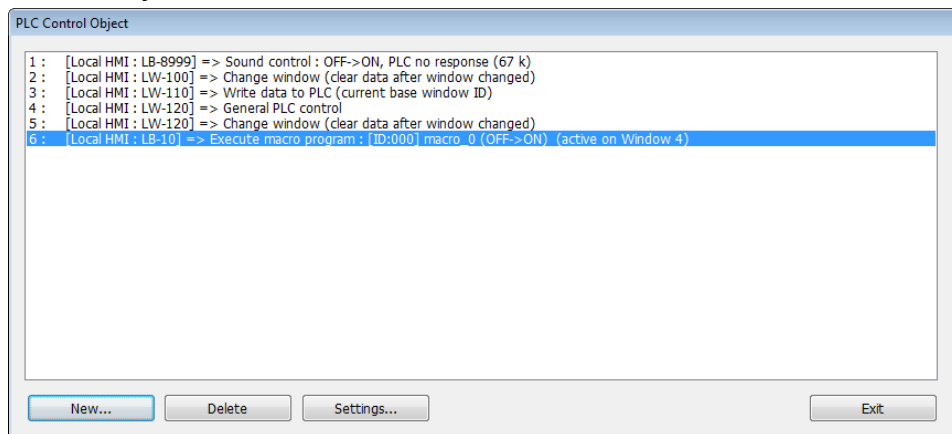 PLC Control Object
1 : [Local HMI : LB-8999] => Sound control : OFF->ON, PLC no response (67 k)
2 : [Local HMI : LW-100] => Change window (clear data after window changed)
3 : [Local HMI : LW-110] => Write data to PLC (current base window ID)
4 : [Local HMI : LW-120] => General PLC control
5 : [Local HMI : LW-120] => Change window (clear data after window changed)
6 : [Local HMI : LB-10] => Execute macro program : [ID:000] macro_0 (OFF->ON) (active on Window 4)
New... Delete Settings... Exit